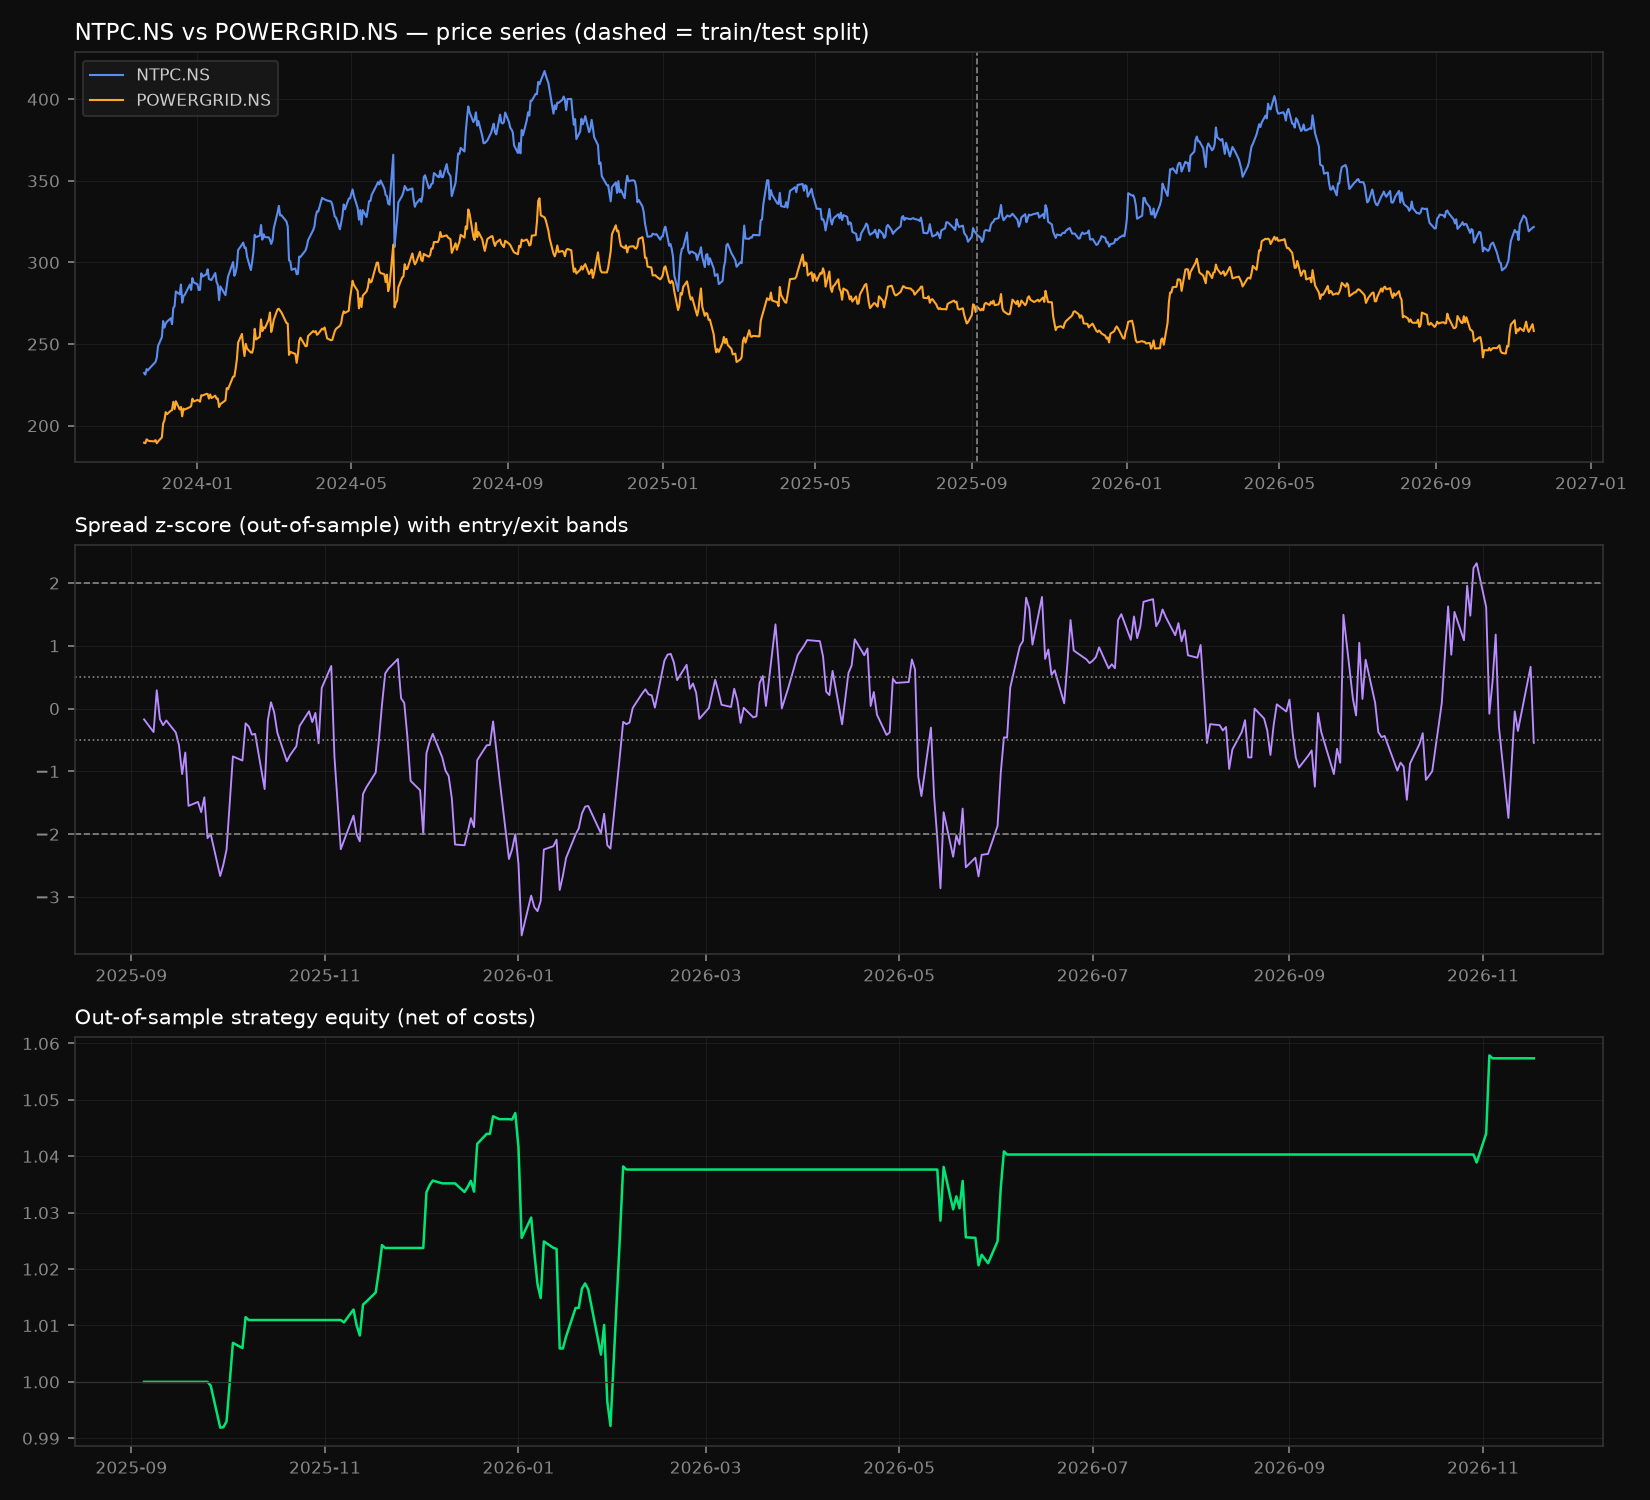 NTPC.NS vs POWERGRID.NS — price series (dashed = train/test split)
NTPC.NS
POWERGRID.NS
400
350
300
250
200
2024-01 2024-05 2024-09 2025-01 2025-05 2025-09 2026-01 2026-05 2026-09 2027-01
Spread z-score (out-of-sample) with entry/exit bands
2
1
0
−1
−2
−3
2025-09 2025-11 2026-01 2026-03 2026-05 2026-07 2026-09 2026-11
Out-of-sample strategy equity (net of costs)
1.06
1.05
1.04
1.03
1.02
1.01
1.00
0.99
2025-09 2025-11 2026-01 2026-03 2026-05 2026-07 2026-09 2026-11